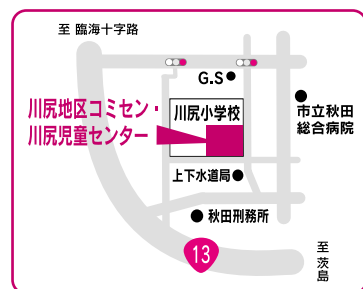 至 臨海十字路
G.S
川尻地区コミセン・
川尻児童センター
川尻小学校
市立秋田
総合病院
上下水道局
秋田刑務所
13
至 茨島